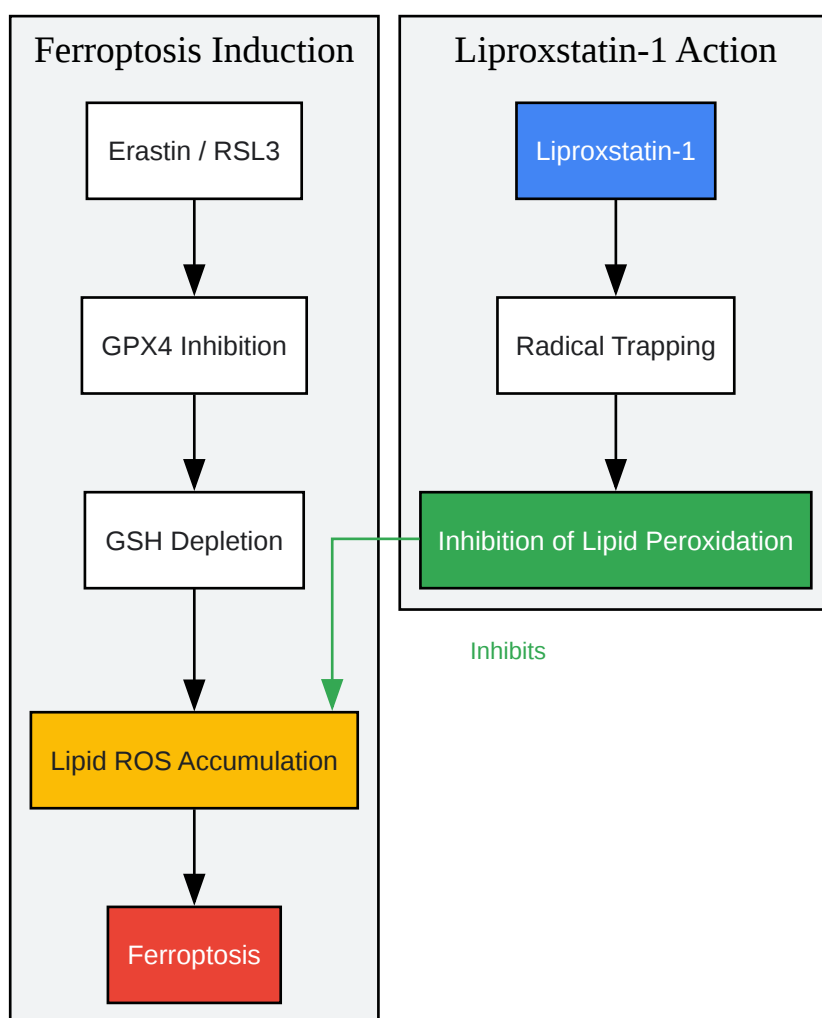 Ferroptosis Induction
Erastin / RSL3
GPX4 Inhibition
GSH Depletion
Lipid ROS Accumulation
Ferroptosis
Liproxstatin-1 Action
Liproxstatin-1
Radical Trapping
Inhibition of Lipid Peroxidation
Inhibits